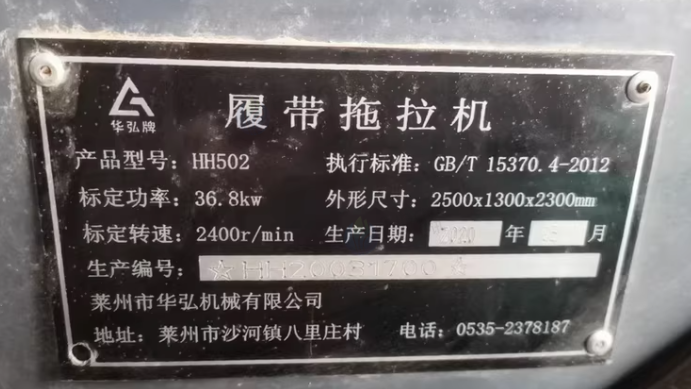 华弘牌
履带拖拉机
产品型号: HH502 执行标准: GB/T 15370.4-2012
标定功率: 36.8kw 外形尺寸: 2500x1300x2300mm
标定转速: 2400r/min 生产日期: 2020 年 月
生产编号:
莱州市华弘机械有限公司
地址: 莱州市沙河镇八里庄村 电话: 0535-2378187